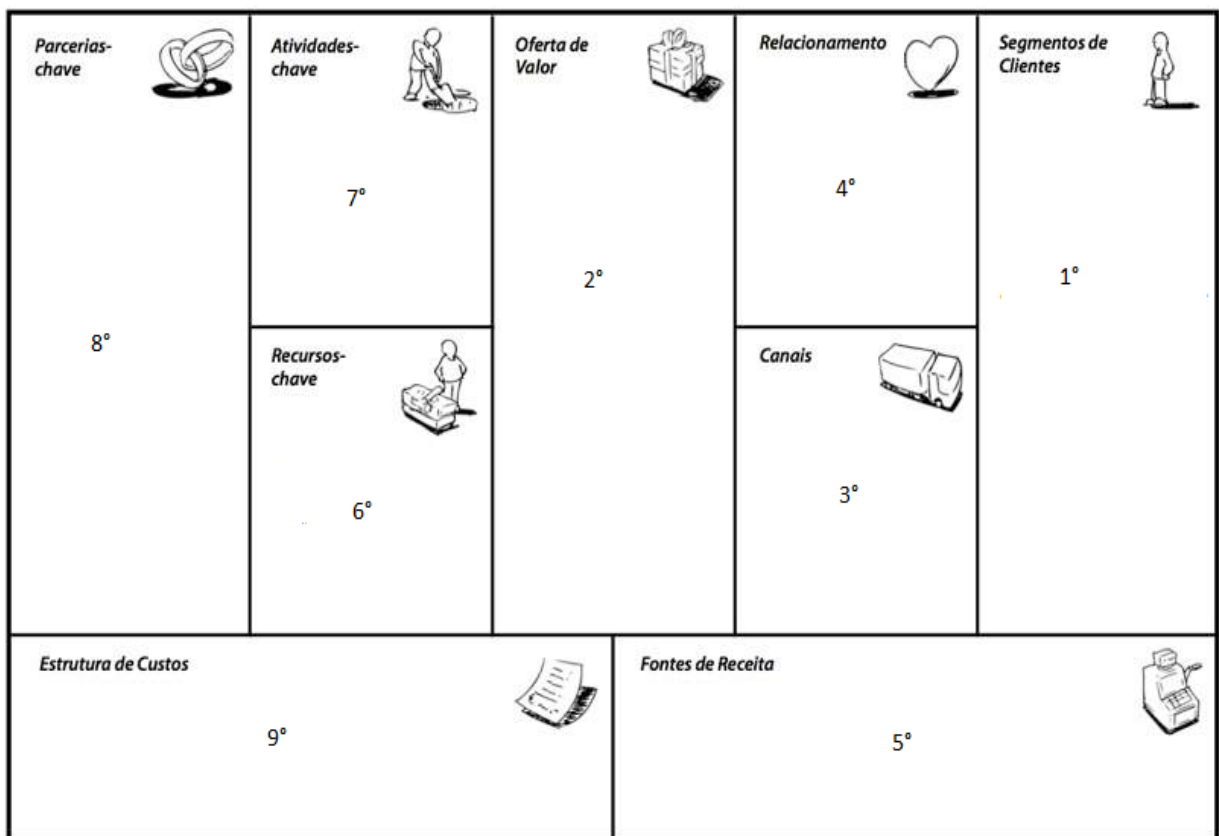 Parcerias-
chave
8°
Atividades-
chave
7°
Recursos-
chave
6°
Oferta de
Valor
2°
Relacionamento
4°
Canais
3°
Segmentos de
Clientes
1°
Estrutura de Custos
9°
Fontes de Receita
5°